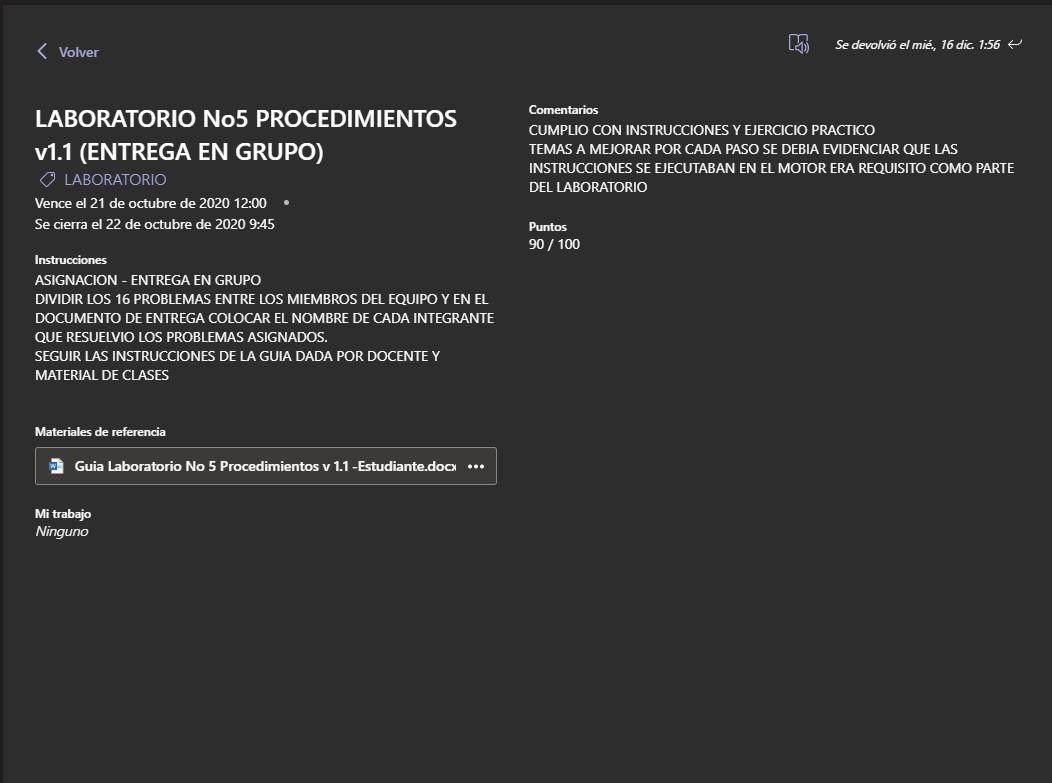 Volver
Se devolvió el mié., 16 dic. 1:56
LABORATORIO No5 PROCEDIMIENTOS
v1.1 (ENTREGA EN GRUPO)
LABORATORIO
Vence el 21 de octubre de 2020 12:00 •
Se cierra el 22 de octubre de 2020 9:45
Instrucciones
ASIGNACION - ENTREGA EN GRUPO
DIVIDIR LOS 16 PROBLEMAS ENTRE LOS MIEMBROS DEL EQUIPO Y EN EL
DOCUMENTO DE ENTREGA COLOCAR EL NOMBRE DE CADA INTEGRANTE
QUE RESUELVIO LOS PROBLEMAS ASIGNADOS.
SEGUIR LAS INSTRUCCIONES DE LA GUIA DADA POR DOCENTE Y
MATERIAL DE CLASES
Materiales de referencia
Guia Laboratorio No 5 Procedimientos v 1.1 -Estudiante.docx
Mi trabajo
Ninguno
Comentarios
CUMPLIO CON INSTRUCCIONES Y EJERCICIO PRACTICO
TEMAS A MEJORAR POR CADA PASO SE DEBIA EVIDENCIAR QUE LAS
INSTRUCCIONES SE EJECUTABAN EN EL MOTOR ERA REQUISITO COMO PARTE
DEL LABORATORIO
Puntos
90 / 100